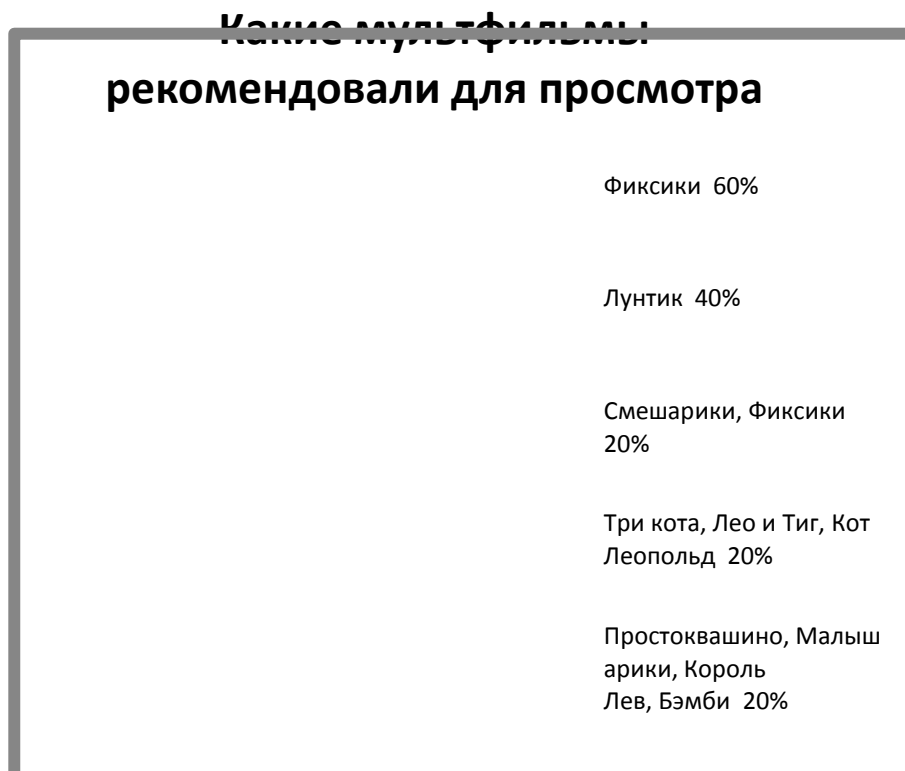 Какие мультфильмы
рекомендовали для просмотра
Фиксики 60%
Лунтик 40%
Смешарики, Фиксики
20%
Три кота, Лео и Тиг, Кот
Леопольд 20%
Простоквашино, Малыш
арики, Король
Лев, Бэмби 20%